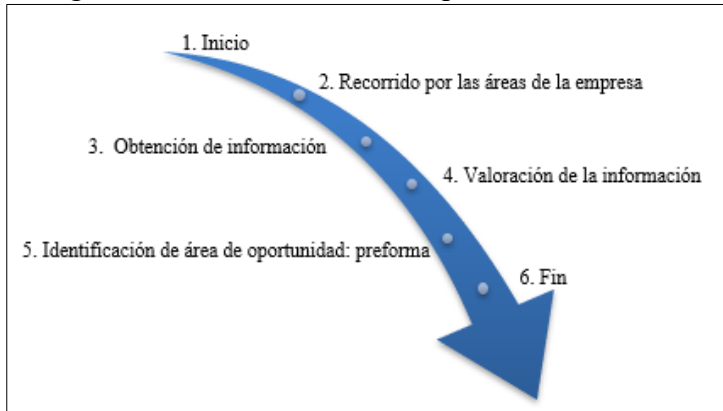 1. Inicio
2. Recorrido por las áreas de la empresa
3. Obtención de información
4. Valoración de la información
5. Identificación de área de oportunidad: preforma
6. Fin